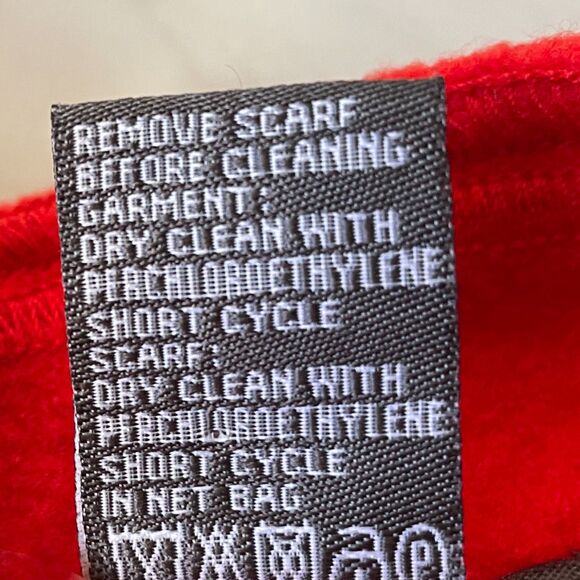 REMOVE SCARF
BEFORE CLEANING
GARMENT:
DRY CLEAN WITH
PERCHLOROETHYLENE
SHORT CYCLE
SCARF:
DRY CLEAN WITH
PERCHLOROETHYLENE
SHORT CYCLE
IN NET BAG
P